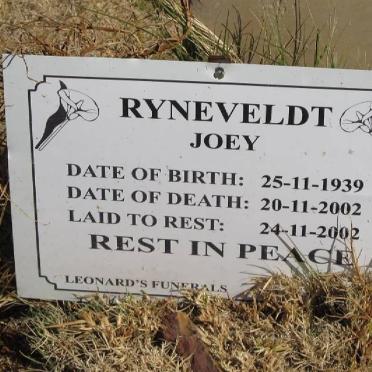 RYNEVELDT
JOEY
DATE OF BIRTH: 25-11-1939
DATE OF DEATH: 20-11-2002
LAID TO REST: 24-11-2002
REST IN PEACE
LEONARD'S FUNERALS